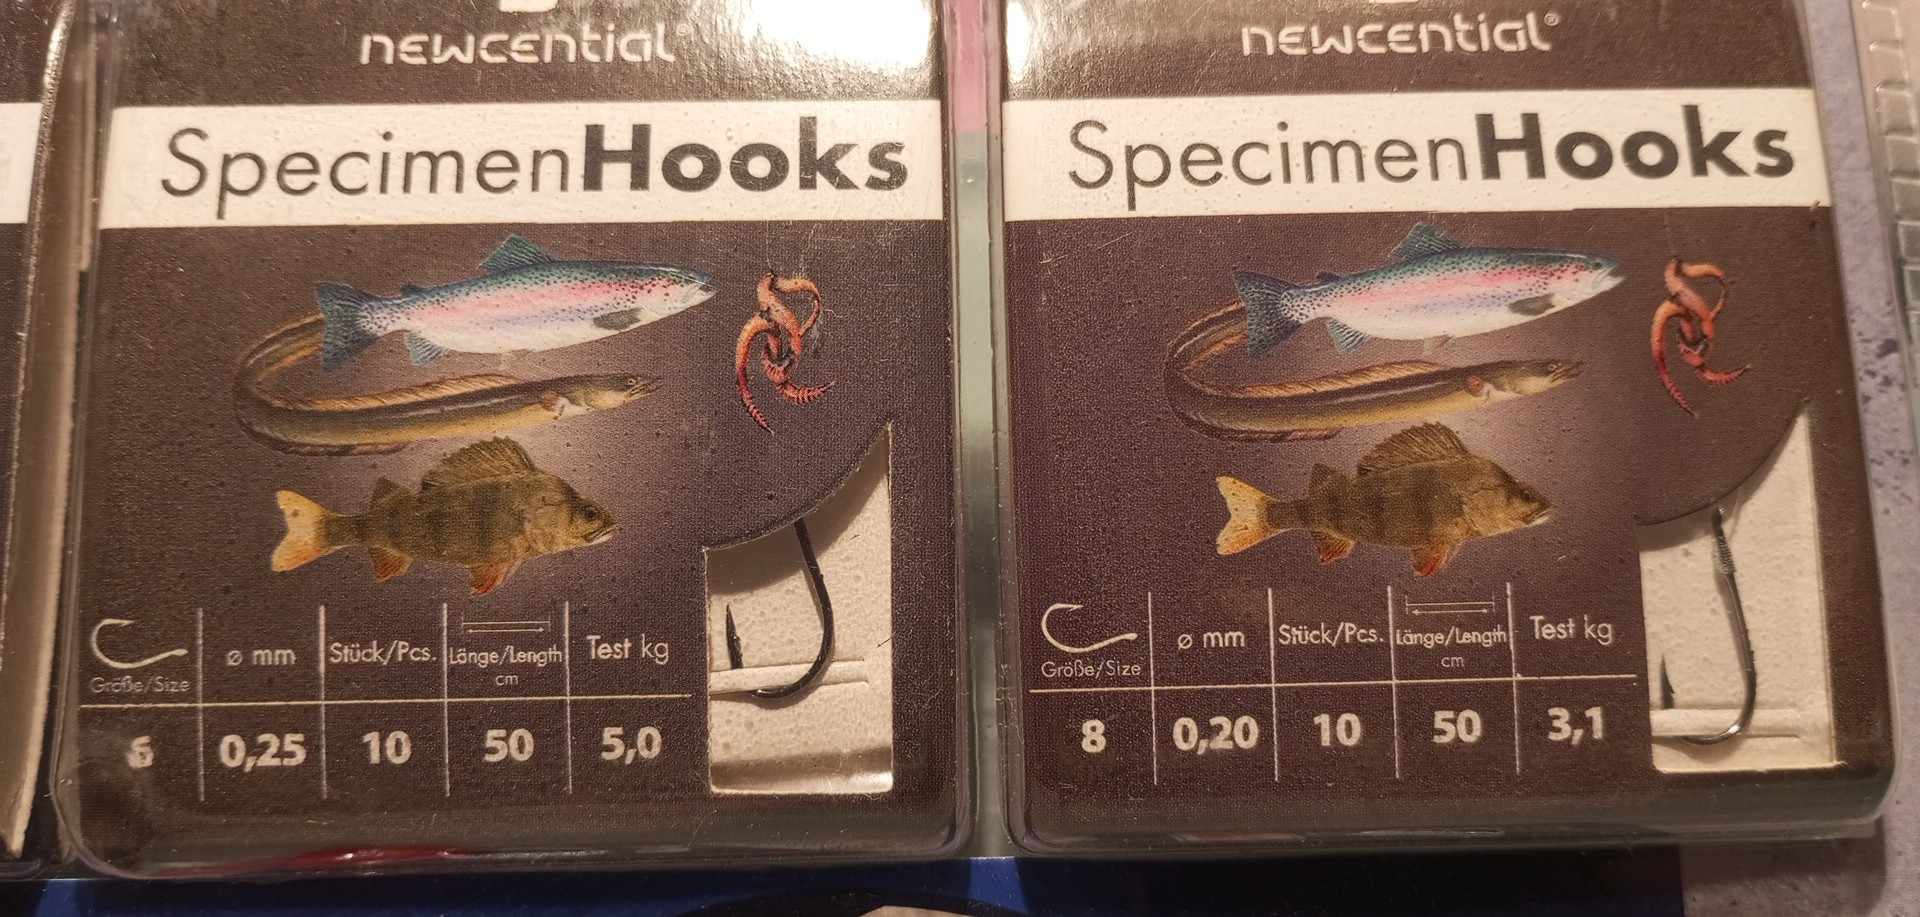 newcential®
SpecimenHooks
Größe/Size
ø mm
Stück/Pcs.
Länge/Length
cm
Test kg
6
0,25
10
50
5,0
newcential®
SpecimenHooks
Größe/Size
ø mm
Stück/Pcs.
Länge/Length
cm
Test kg
8
0,20
10
50
3,1